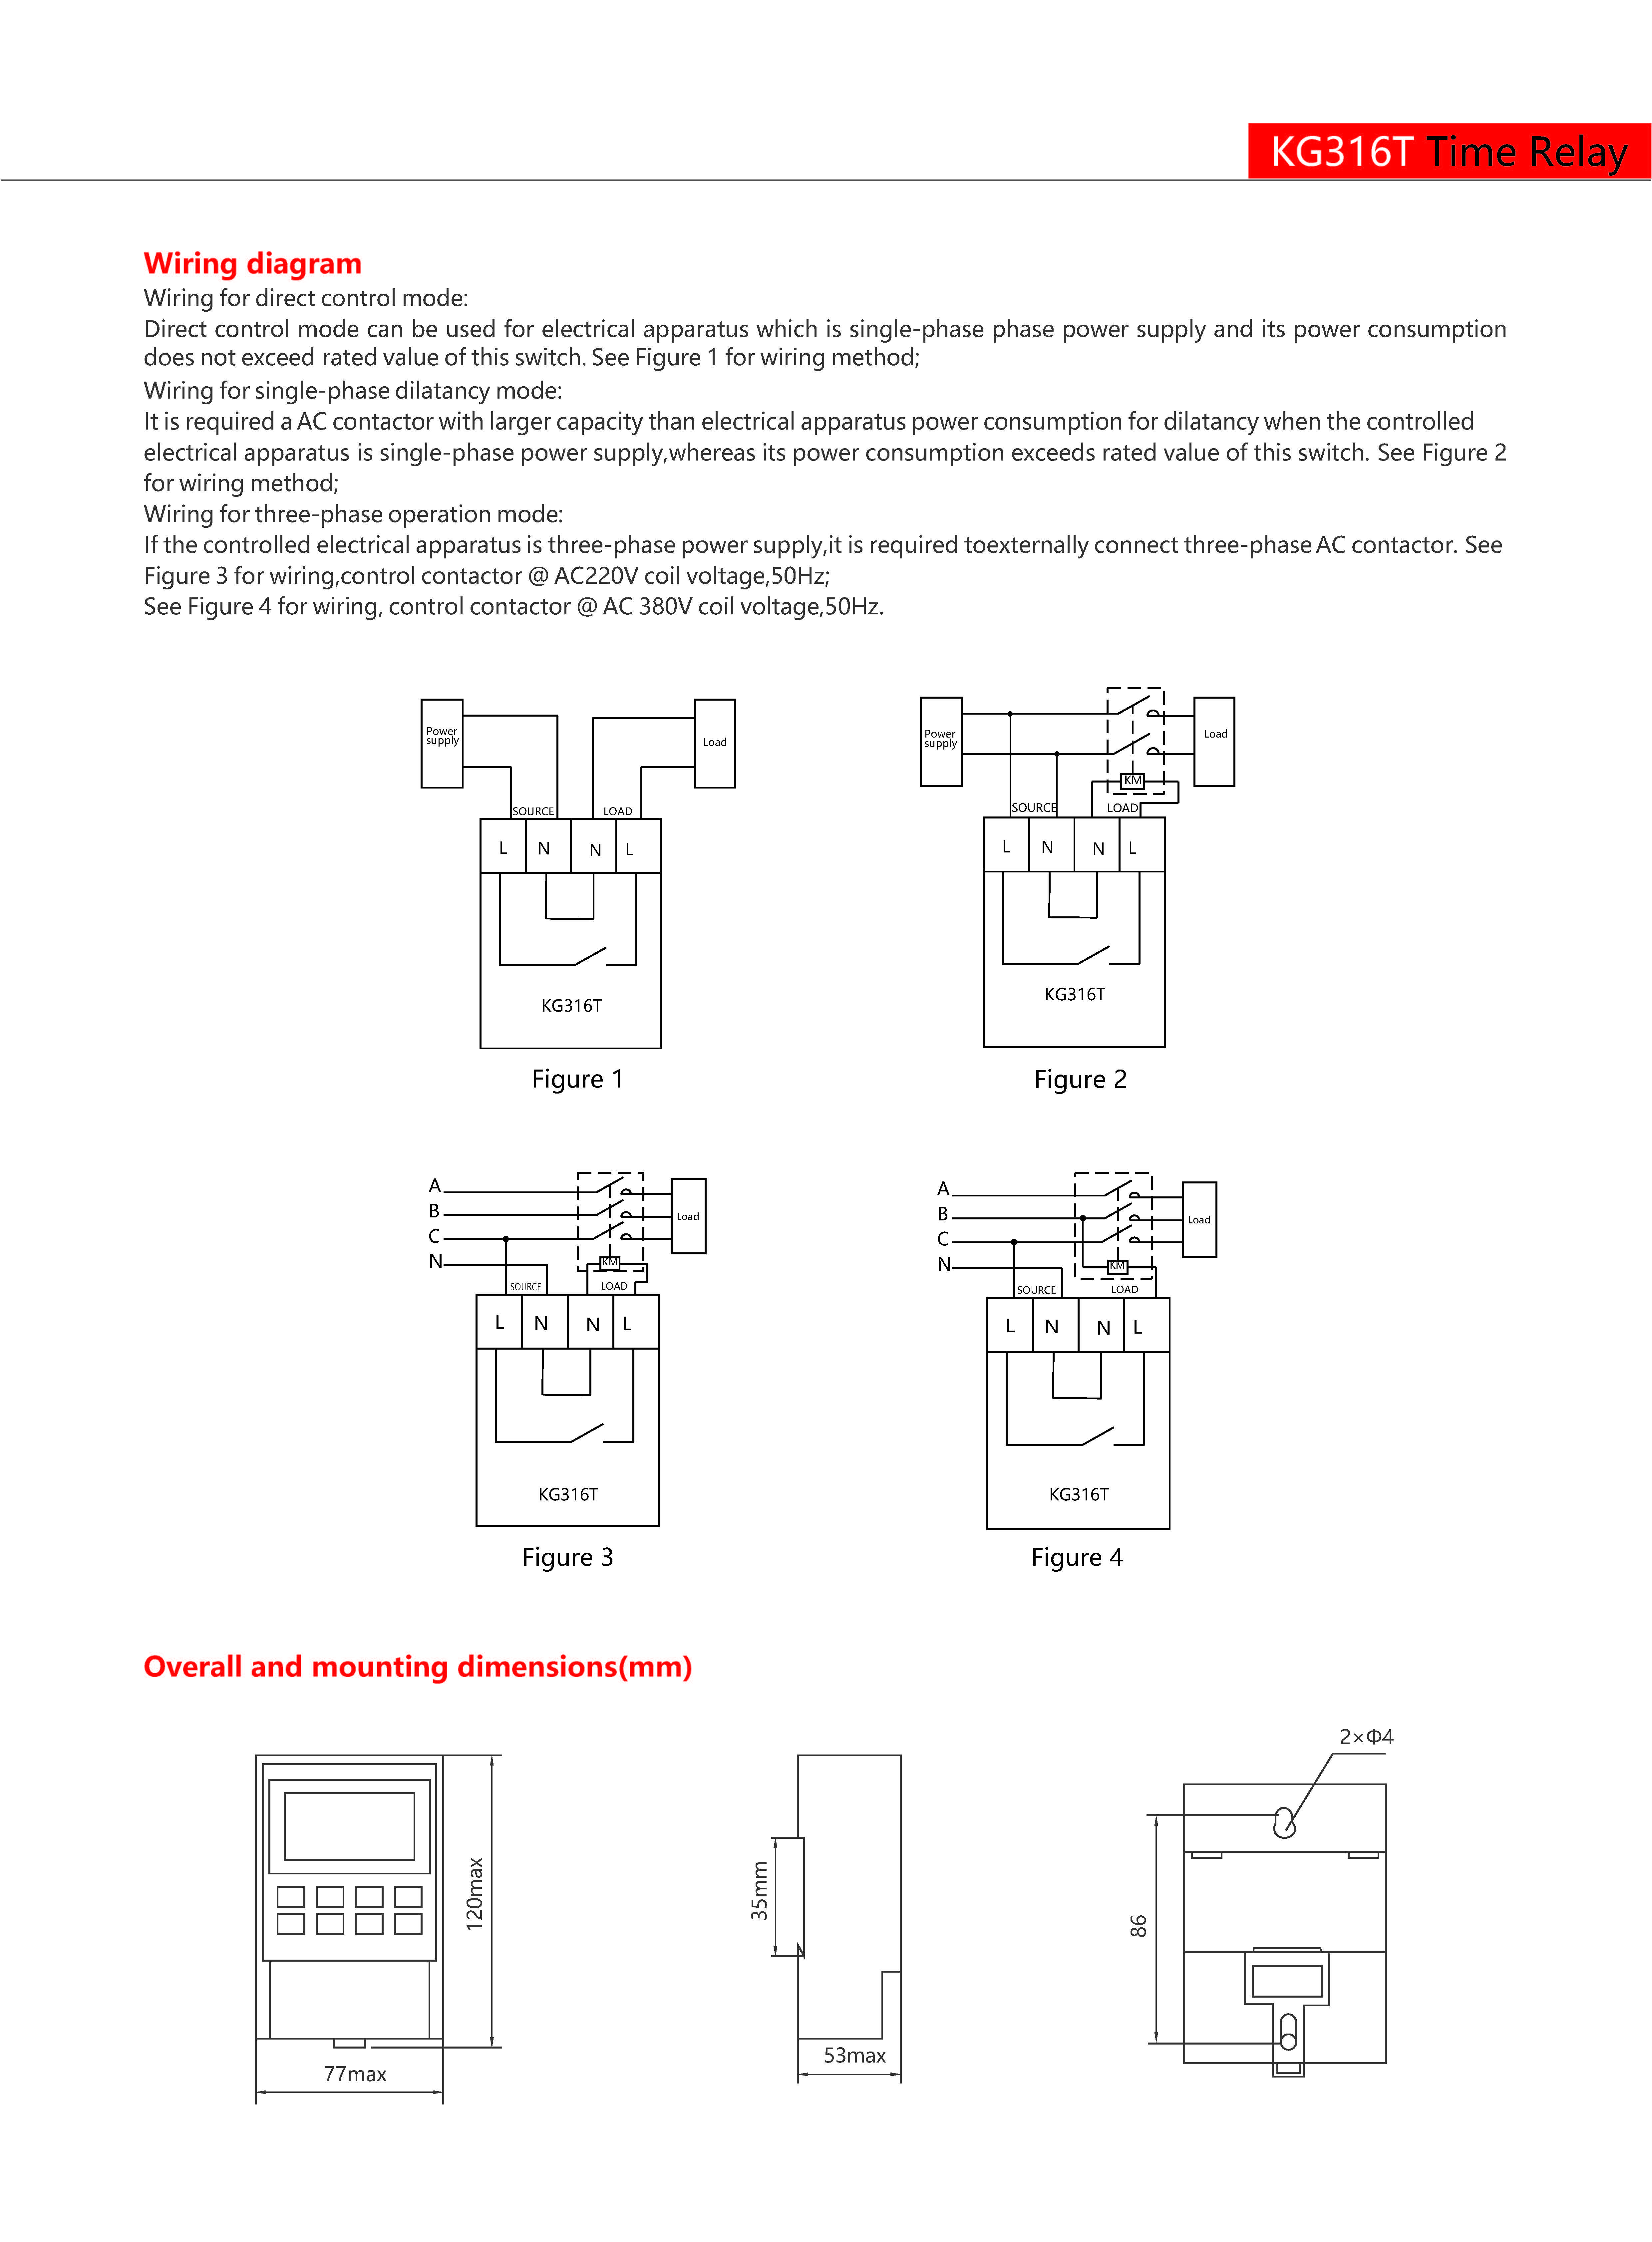 KG316T Time Relay
Wiring diagram
Wiring for direct control mode:
Direct control mode can be used for electrical apparatus which is single-phase phase power supply and its power consumption
does not exceed rated value of this switch. See Figure 1 for wiring method;
Wiring for single-phase dilatancy mode:
It is required a AC contactor with larger capacity than electrical apparatus power consumption for dilatancy when the controlled
electrical apparatus is single-phase power supply,whereas its power consumption exceeds rated value of this switch. See Figure 2
for wiring method;
Wiring for three-phase operation mode:
If the controlled electrical apparatus is three-phase power supply,it is required toexternally connect three-phase AC contactor. See
Figure 3 for wiring,control contactor @ AC220V coil voltage,50Hz;
See Figure 4 for wiring, control contactor @ AC 380V coil voltage,50Hz.
Power
supply
Load
SOURCE
LOAD
L N N L
KG316T
Figure 1
Power
supply
Load
KM
SOURCE
LOAD
L N N L
KG316T
Figure 2
A
B
C
N
Load
KM
SOURCE
LOAD
L N N L
KG316T
Figure 3
A
B
C
N
Load
KM
SOURCE
LOAD
L N N L
KG316T
Figure 4
Overall and mounting dimensions(mm)
120max
77max
35mm
53max
2×Φ4
86